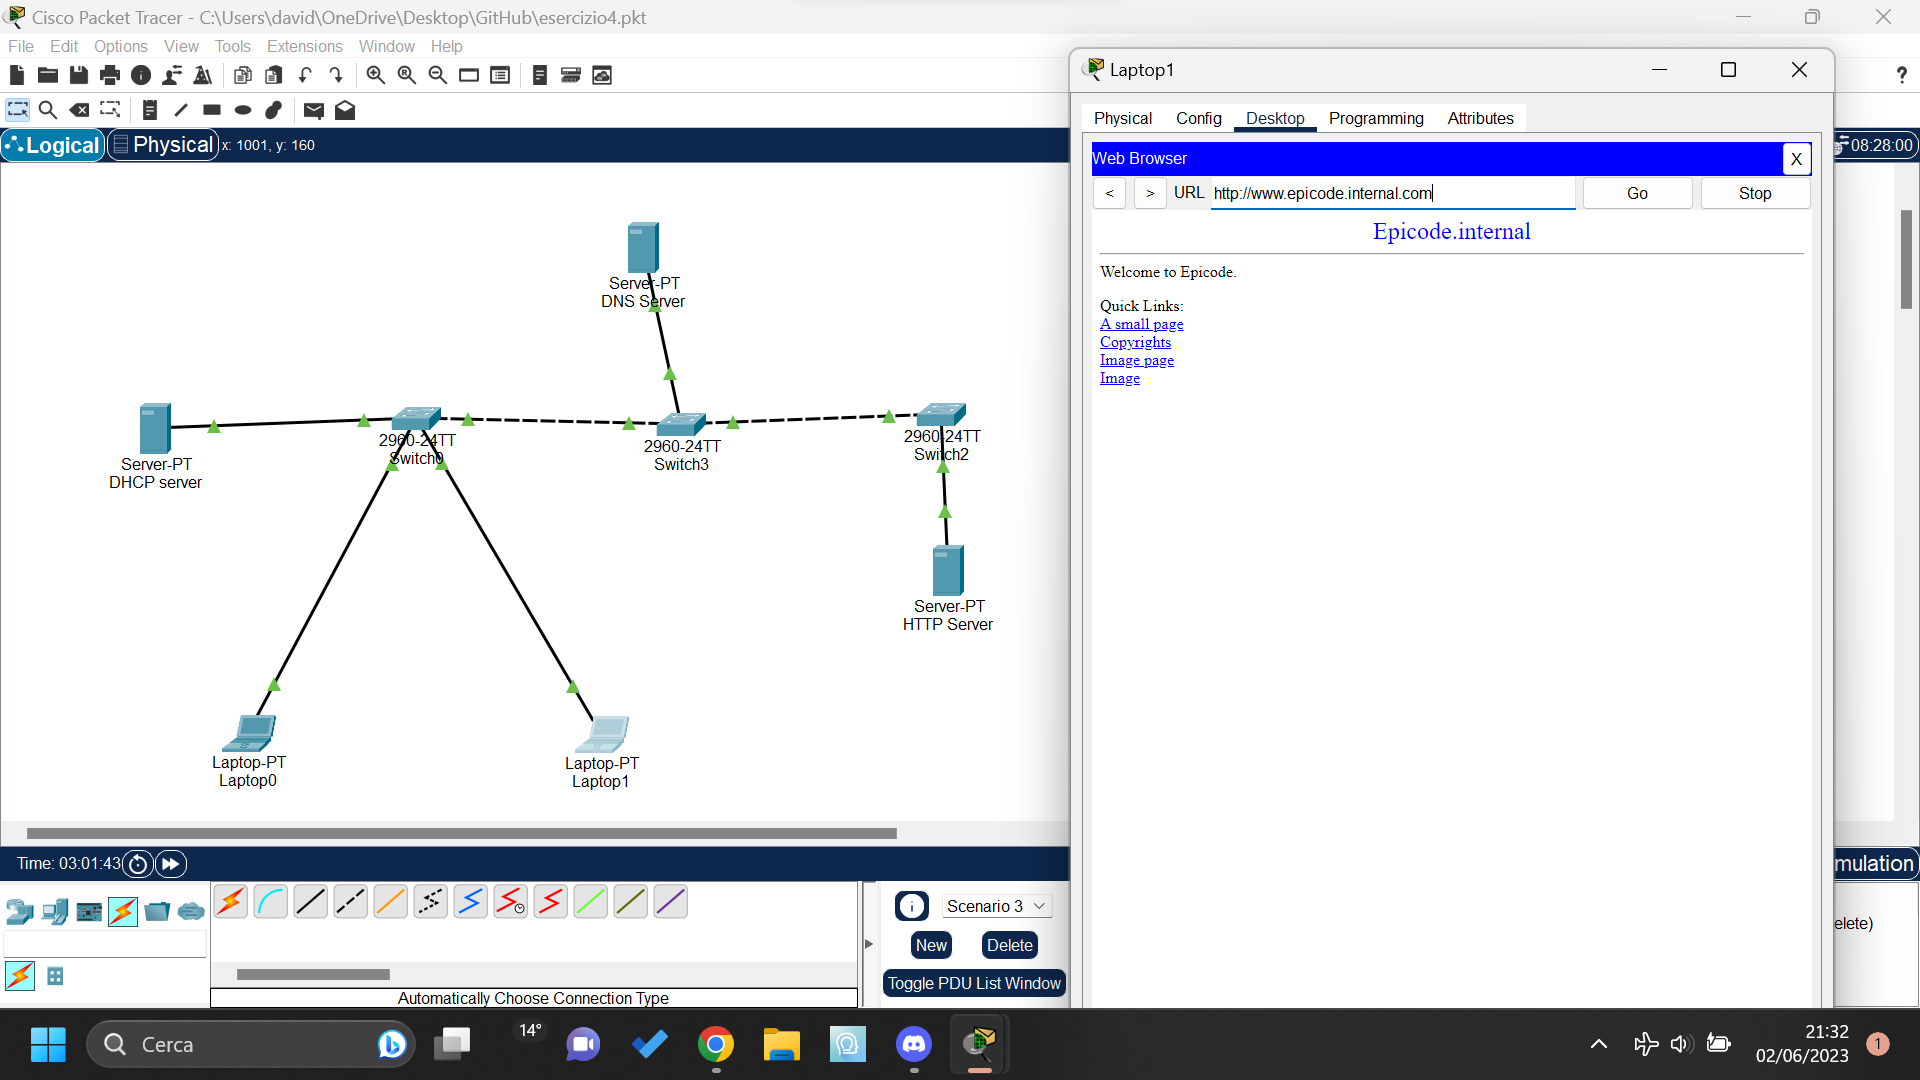 Cisco Packet Tracer - C:\Users\david\OneDrive\Desktop\GitHub\esercizio4.pkt
File Edit Options View Tools Extensions Window Help
Logical Physical x: 1001, y: 160
08:28:00
Server-PT
DNS Server
Server-PT
DHCP server
2960-24TT
Switch0
2960-24TT
Switch3
2960-24TT
Switch2
Server-PT
HTTP Server
Laptop-PT
Laptop0
Laptop-PT
Laptop1
Laptop1
Physical Config Desktop Programming Attributes
Web Browser X
< > URL http://www.epicode.internal.com Go Stop
Epicode.internal
Welcome to Epicode.
Quick Links:
A small page
Copyrights
Image page
Image
Time: 03:01:43
mulation
Scenario 3
New Delete
Toggle PDU List Window
elete)
Automatically Choose Connection Type
Cerca
14°
21:32
02/06/2023
1